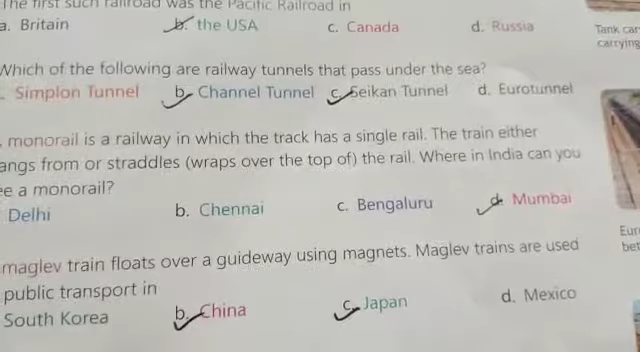 The first such railroad was the Pacific Railroad in
a. Britain b. the USA c. Canada d. Russia
Which of the following are railway tunnels that pass under the sea?
Simplon Tunnel b. Channel Tunnel c. Seikan Tunnel d. Eurotunnel
monorail is a railway in which the track has a single rail. The train either
angs from or straddles (wraps over the top of) the rail. Where in India can you
ee a monorail?
Delhi b. Chennai c. Bengaluru d. Mumbai
maglev train floats over a guideway using magnets. Maglev trains are used
public transport in
South Korea b. China c. Japan d. Mexico
Tank car
carrying
Eur
bet